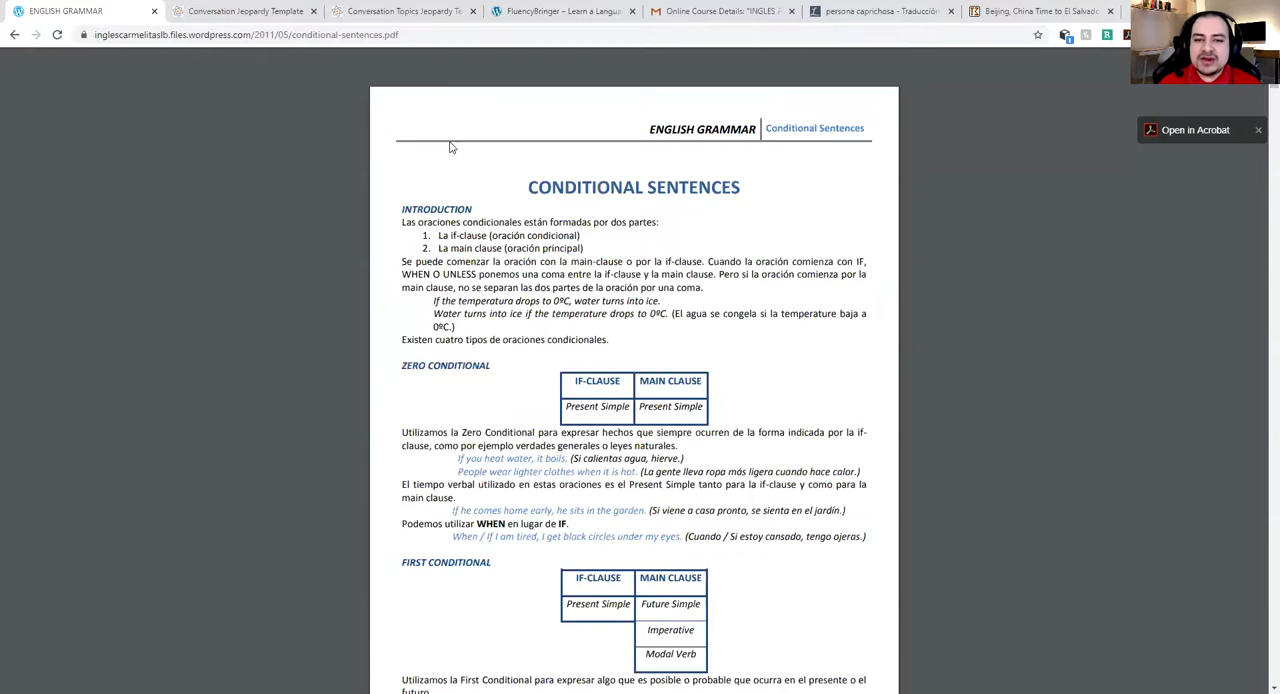 ENGLISH GRAMMAR
Conversation Jeopardy Template
Conversation Topics Jeopardy Te
FluencyBringer – Learn a Langu
Online Course Details: "INGLES A
persona caprichosa - Traducción
Beijing, China Time to El Salvado
inglescarmelitaslb.files.wordpress.com/2011/05/conditional-sentences.pdf
Open in Acrobat
ENGLISH GRAMMAR Conditional Sentences
CONDITIONAL SENTENCES
INTRODUCTION
Las oraciones condicionales están formadas por dos partes:
1. La if-clause (oración condicional)
2. La main clause (oración principal)
Se puede comenzar la oración con la main-clause o por la if-clause. Cuando la oración comienza con IF,
WHEN O UNLESS ponemos una coma entre la if-clause y la main clause. Pero si la oración comienza por la
main clause, no se separan las dos partes de la oración por una coma.
If the temperatura drops to 0ºC, water turns into ice.
Water turns into ice if the temperature drops to 0ºC. (El agua se congela si la temperature baja a
0ºC.)
Existen cuatro tipos de oraciones condicionales.
ZERO CONDITIONAL
IF-CLAUSE MAIN CLAUSE
Present Simple Present Simple
Utilizamos la Zero Conditional para expresar hechos que siempre ocurren de la forma indicada por la if-
clause, como por ejemplo verdades generales o leyes naturales.
If you heat water, it boils. (Si calientas agua, hierve.)
People wear lighter clothes when it is hot. (La gente lleva ropa más ligera cuando hace calor.)
El tiempo verbal utilizado en estas oraciones es el Present Simple tanto para la if-clause y como para la
main clause.
If he comes home early, he sits in the garden. (Si viene a casa pronto, se sienta en el jardín.)
Podemos utilizar WHEN en lugar de IF.
When / If I am tired, I get black circles under my eyes. (Cuando / Si estoy cansado, tengo ojeras.)
FIRST CONDITIONAL
IF-CLAUSE MAIN CLAUSE
Present Simple Future Simple
Imperative
Modal Verb
Utilizamos la First Conditional para expresar algo que es posible o probable que ocurra en el presente o el
futuro.